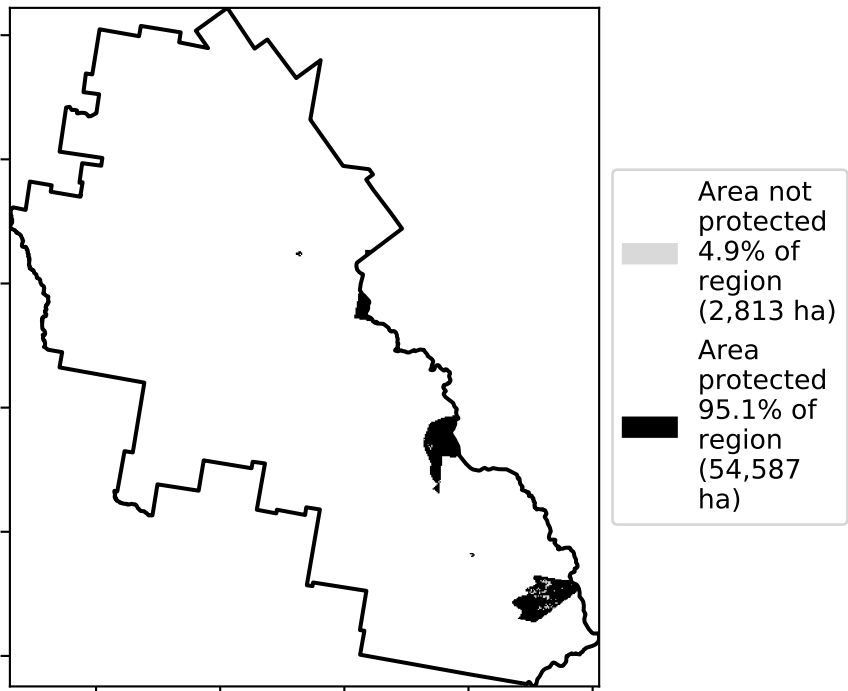 Area not
protected
4.9% of
region
(2,813 ha)
Area
protected
95.1% of
region
(54,587
ha)